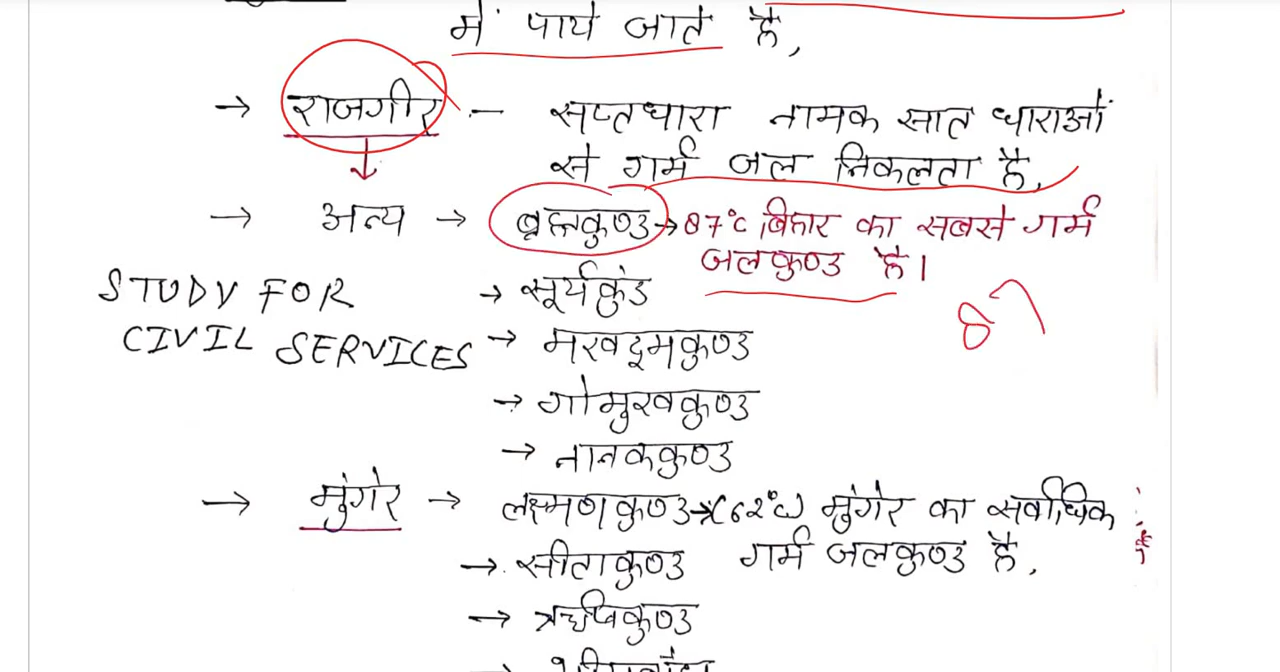 में पाये जाते है,
→ राजगीर - सप्तधारा नामक सात धाराओं
से गर्म जल निकलता है,
→ अन्य → ब्रह्मकुण्ड → 87°C बिहार का सबसे गर्म
जलकुण्ड है।
STUDY FOR → सूर्यकुंड
87
CIVIL SERVICES → मखदूमकुण्ड
→ गोमुखकुण्ड
→ नानककुण्ड
→ मुंगेर → लक्ष्मणकुण्ड → (62°C) मुंगेर का सर्वाधिक
→ सीताकुण्ड गर्म जलकुण्ड है,
→ ऋषिकुण्ड